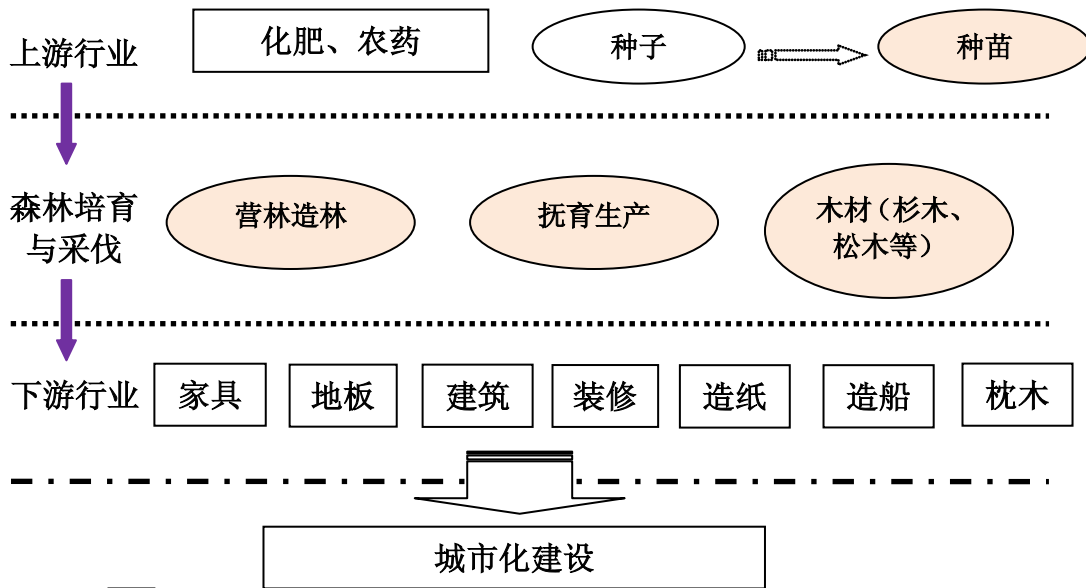 上游行业
化肥、农药
种子
种苗
森林培育
与采伐
营林造林
抚育生产
木材（杉木、
松木等）
下游行业
家具
地板
建筑
装修
造纸
造船
枕木
城市化建设